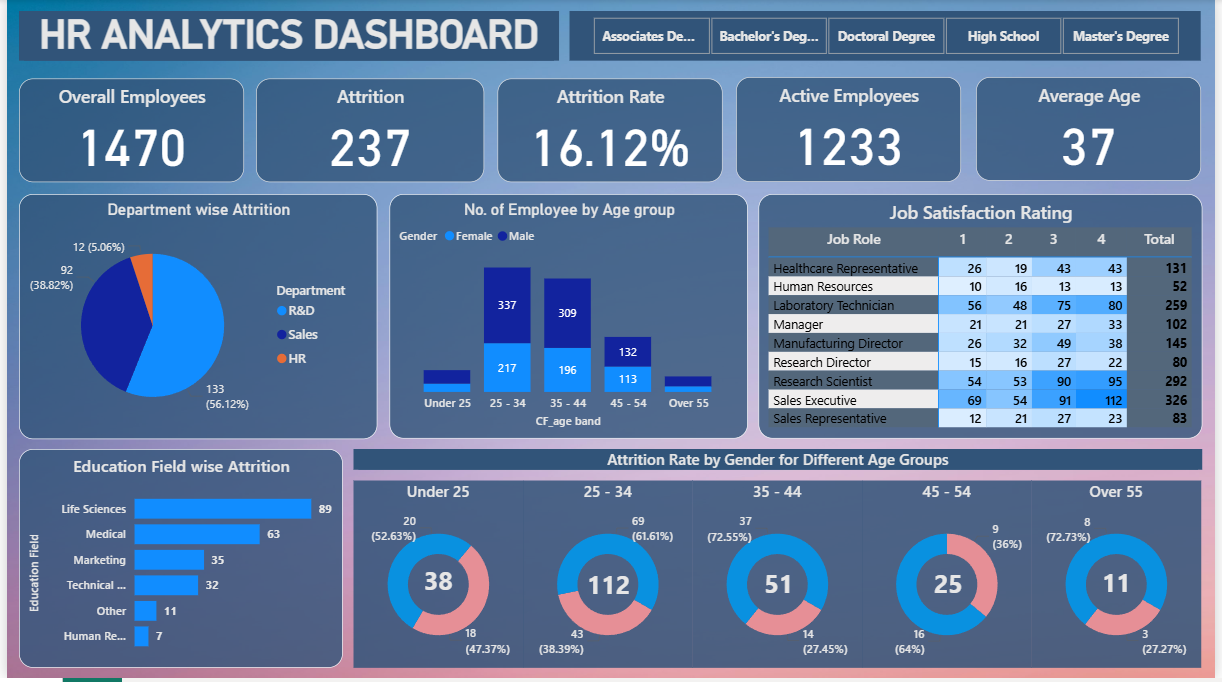 HR ANALYTICS DASHBOARD
Associates De...
Bachelor's Deg...
Doctoral Degree
High School
Master's Degree
Overall Employees
1470
Attrition
237
Attrition Rate
16.12%
Active Employees
1233
Average Age
37
Department wise Attrition
12 (5.06%)
92
(38.82%)
133
(56.12%)
Department
R&D
Sales
HR
No. of Employee by Age group
Gender Female Male
337
217
309
196
132
113
Under 25 25 - 34 35 - 44 45 - 54 Over 55
CF_age band
Job Satisfaction Rating
Job Role 1 2 3 4 Total
Healthcare Representative 26 19 43 43 131
Human Resources 10 16 13 13 52
Laboratory Technician 56 48 75 80 259
Manager 21 21 27 33 102
Manufacturing Director 26 32 49 38 145
Research Director 15 16 27 22 80
Research Scientist 54 53 90 95 292
Sales Executive 69 54 91 112 326
Sales Representative 12 21 27 23 83
Education Field wise Attrition
Education Field
Life Sciences 89
Medical 63
Marketing 35
Technical ... 32
Other 11
Human Re... 7
Attrition Rate by Gender for Different Age Groups
Under 25
20
(52.63%)
38
18
(47.37%)
25 - 34
69
(61.61%)
112
43
(38.39%)
35 - 44
37
(72.55%)
51
14
(27.45%)
45 - 54
9
(36%)
25
16
(64%)
Over 55
8
(72.73%)
11
3
(27.27%)